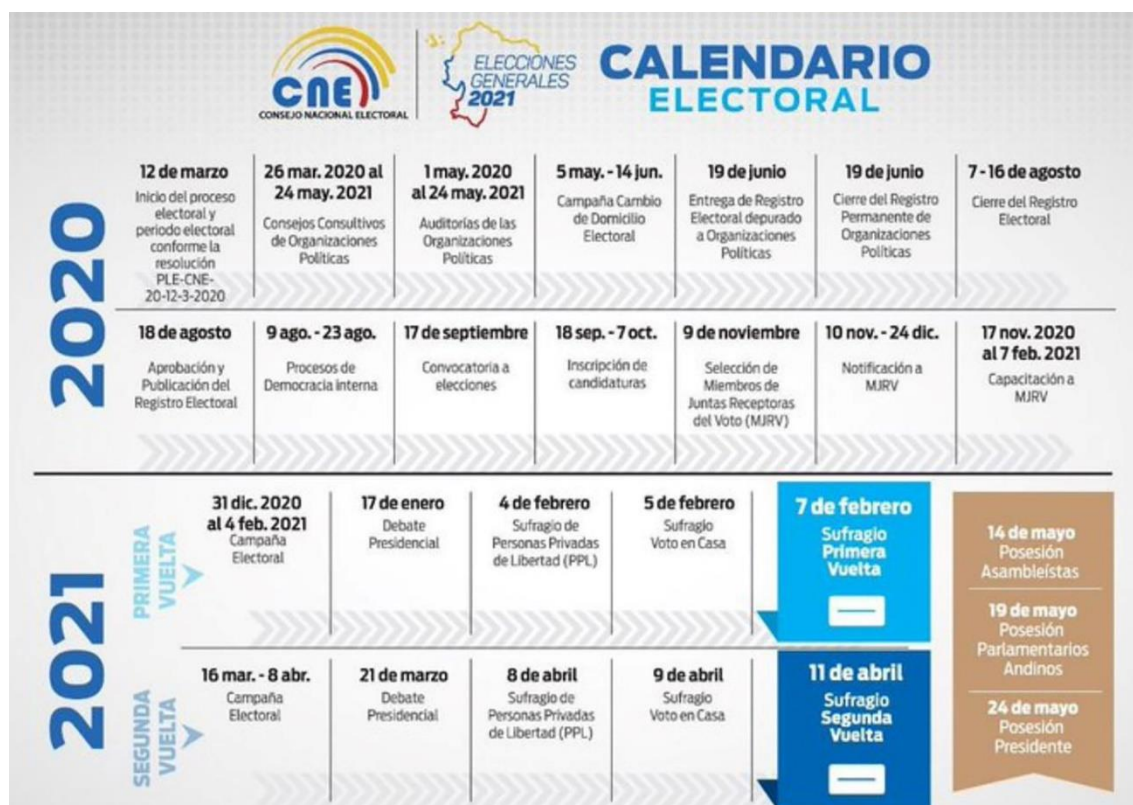 CNE
CONSEJO NACIONAL ELECTORAL
ELECCIONES
GENERALES
2021
CALENDARIO
ELECTORAL
2020
12 de marzo
Inicio del proceso
electoral y
periodo electoral
conforme la
resolución
PLE-CNE-
20-12-3-2020
26 mar. 2020 al
24 may. 2021
Consejos Consultivos
de Organizaciones
Políticas
1 may. 2020
al 24 may. 2021
Auditorías de las
Organizaciones
Políticas
5 may. - 14 jun.
Campaña Cambio
de Domicilio
Electoral
19 de junio
Entrega de Registro
Electoral depurado
a Organizaciones
Políticas
19 de junio
Cierre del Registro
Permanente de
Organizaciones
Políticas
7 - 16 de agosto
Cierre del Registro
Electoral
18 de agosto
Aprobación y
Publicación del
Registro Electoral
9 ago. - 23 ago.
Procesos de
Democracia interna
17 de septiembre
Convocatoria a
elecciones
18 sep. - 7 oct.
Inscripción de
candidaturas
9 de noviembre
Selección de
Miembros de
Juntas Receptoras
del Voto (MJRV)
10 nov. - 24 dic.
Notificación a
MJRV
17 nov. 2020
al 7 feb. 2021
Capacitación a
MJRV
2021
PRIMERA
VUELTA
31 dic. 2020
al 4 feb. 2021
Campaña
Electoral
17 de enero
Debate
Presidencial
4 de febrero
Sufragio de
Personas Privadas
de Libertad (PPL)
5 de febrero
Sufragio
Voto en Casa
7 de febrero
Sufragio
Primera
Vuelta
SEGUNDA
VUELTA
16 mar. - 8 abr.
Campaña
Electoral
21 de marzo
Debate
Presidencial
8 de abril
Sufragio de
Personas Privadas
de Libertad (PPL)
9 de abril
Sufragio
Voto en Casa
11 de abril
Sufragio
Segunda
Vuelta
14 de mayo
Posesión
Asambleístas
19 de mayo
Posesión
Parlamentarios
Andinos
24 de mayo
Posesión
Presidente